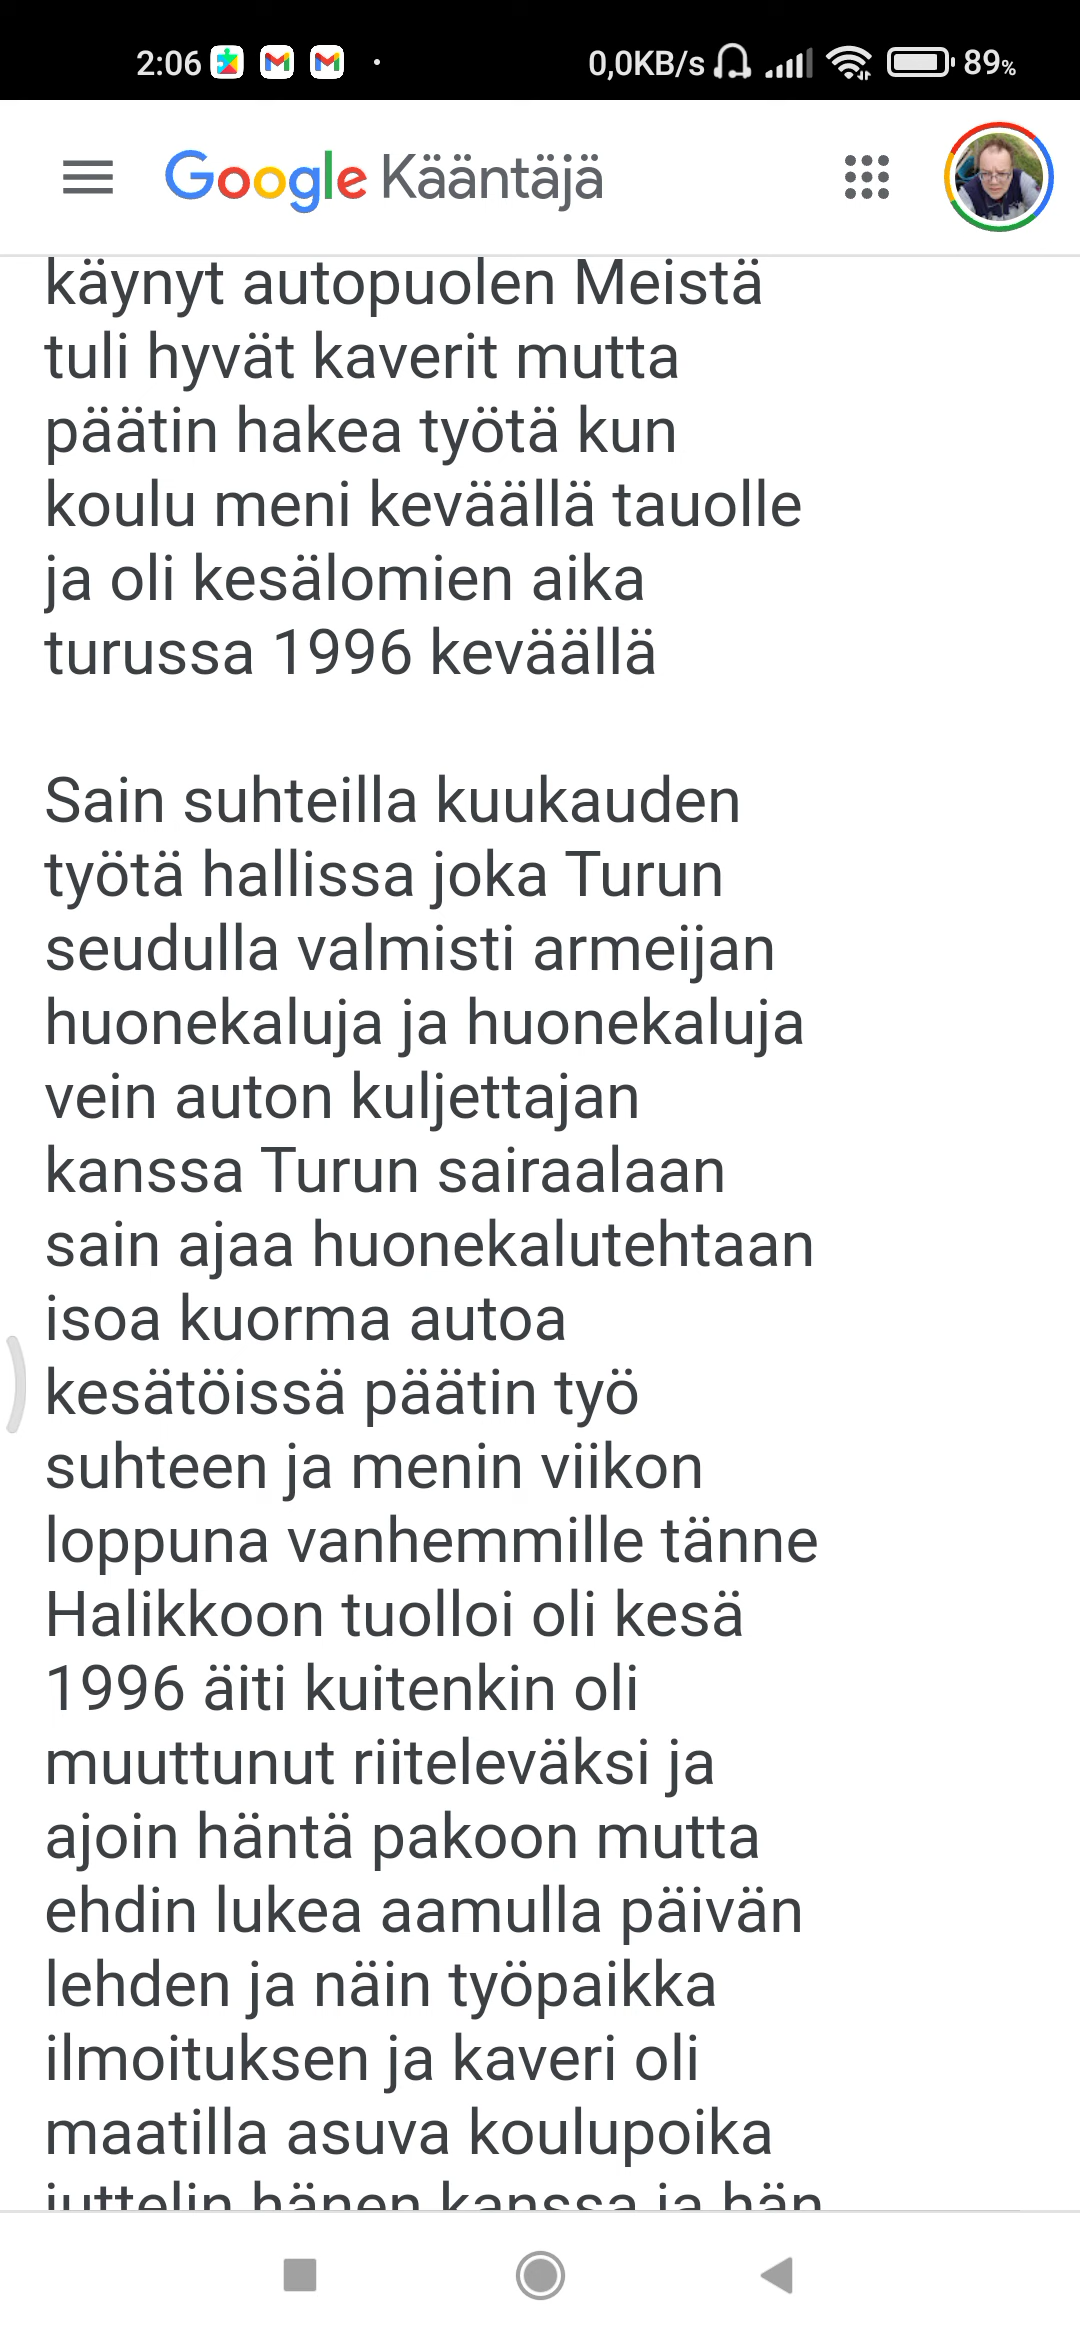 2:06 0,0KB/s 89%
Google Kääntäjä
käynyt autopuolen Meistä
tuli hyvät kaverit mutta
päätin hakea työtä kun
koulu meni keväällä tauolle
ja oli kesälomien aika
turussa 1996 keväällä
Sain suhteilla kuukauden
työtä hallissa joka Turun
seudulla valmisti armeijan
huonekaluja ja huonekaluja
vein auton kuljettajan
kanssa Turun sairaalaan
sain ajaa huonekalutehtaan
isoa kuorma autoa
kesätöissä päätin työ
suhteen ja menin viikon
loppuna vanhemmille tänne
Halikkoon tuolloi oli kesä
1996 äiti kuitenkin oli
muuttunut riiteleväksi ja
ajoin häntä pakoon mutta
ehdin lukea aamulla päivän
lehden ja näin työpaikka
ilmoituksen ja kaveri oli
maatilla asuva koulupoika
juttelin hänen kanssa ja hän